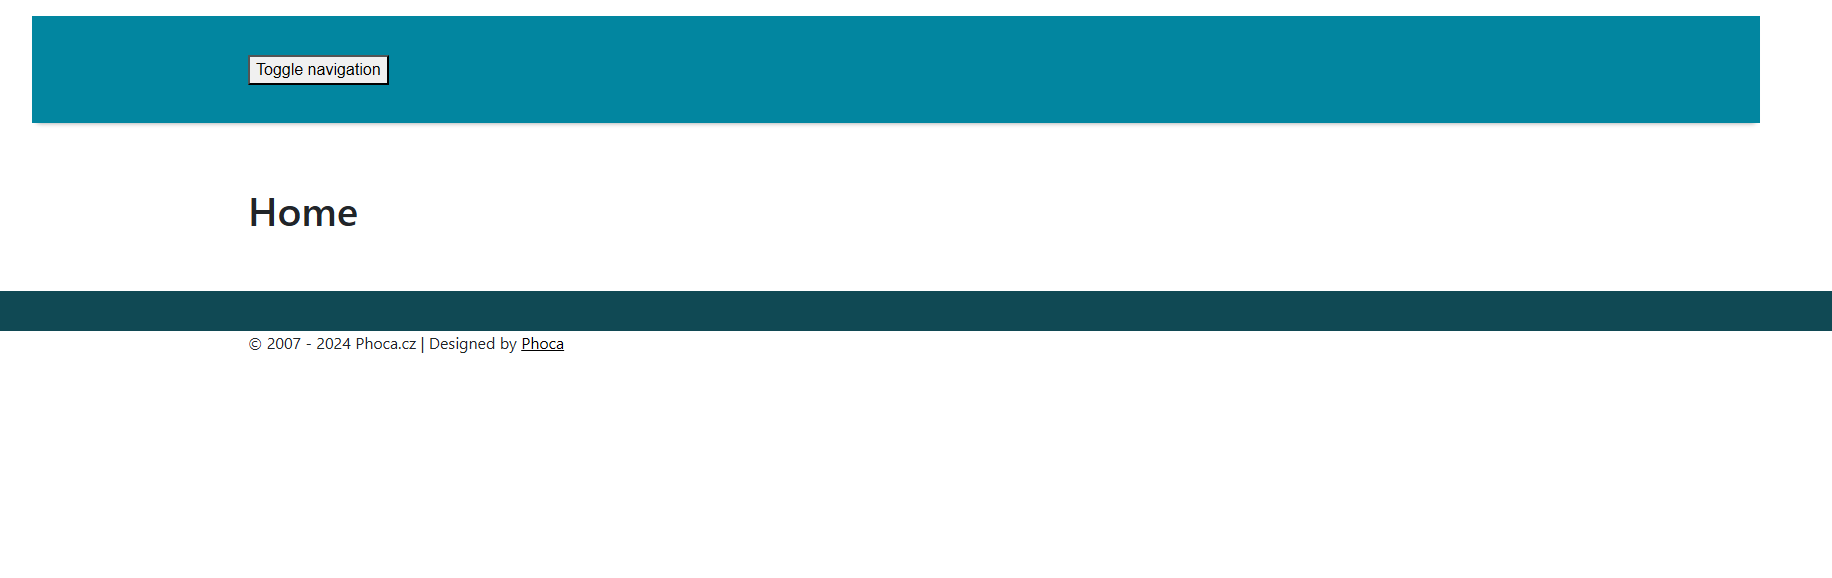 Toggle navigation
Home
© 2007 - 2024 Phoca.cz | Designed by Phoca